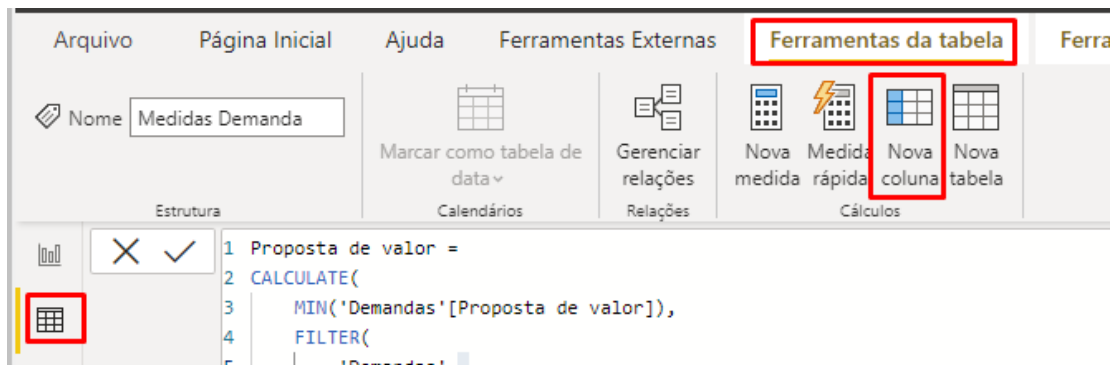 Arquivo Página Inicial Ajuda Ferramentas Externas Ferramentas da tabela Ferra
Nome Medidas Demanda
Marcar como tabela de
data
Gerenciar
relações
Nova
medida
Medida
rápida
Nova
coluna
Nova
tabela
Estrutura Calendários Relações Cálculos
1 Proposta de valor =
2 CALCULATE(
3 MIN('Demandas'[Proposta de valor]),
4 FILTER(